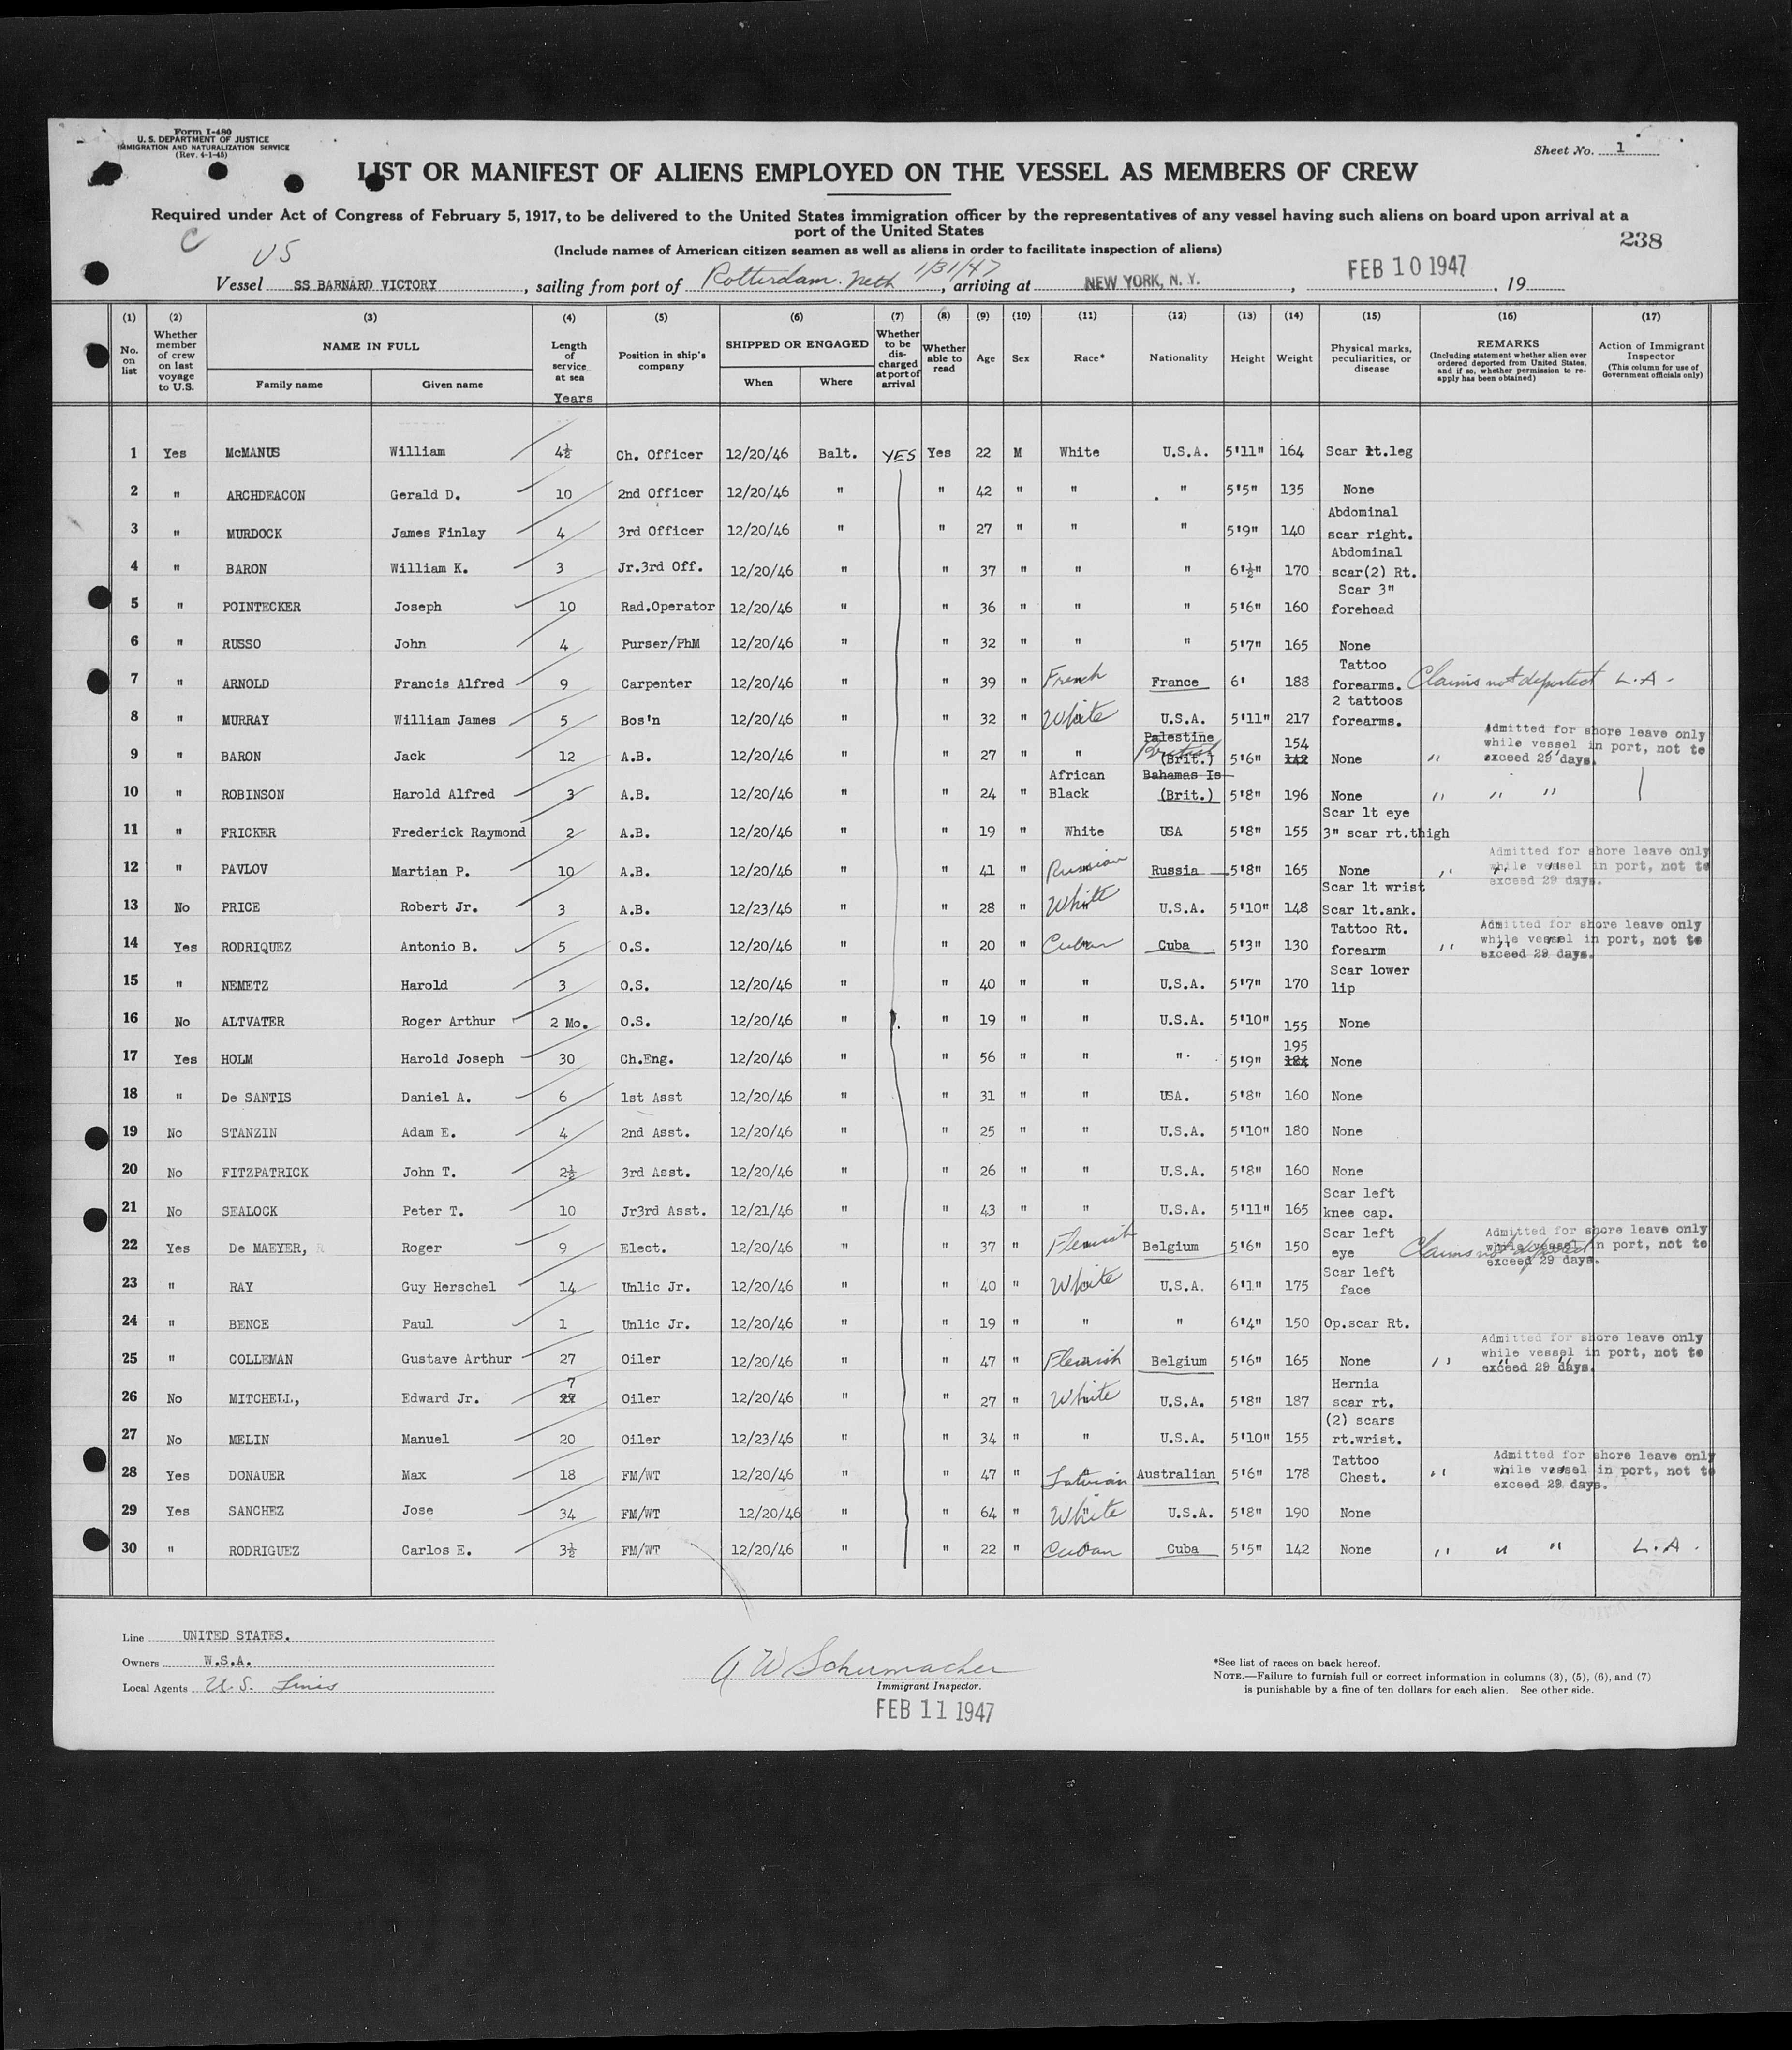 Form I-480
U. S. DEPARTMENT OF JUSTICE
IMMIGRATION AND NATURALIZATION SERVICE
(Rev. 4-1-45)
Sheet No. 1
LIST OR MANIFEST OF ALIENS EMPLOYED ON THE VESSEL AS MEMBERS OF CREW
Required under Act of Congress of February 5, 1917, to be delivered to the United States immigration officer by the representatives of any vessel having such aliens on board upon arrival at a
port of the United States
(Include names of American citizen seamen as well as aliens in order to facilitate inspection of aliens)
238
C US
Vessel SS BARNARD VICTORY, sailing from port of Rotterdam. Neth 1/31/47, arriving at NEW YORK, N. Y., FEB 10 1947. 19
(1) (2) (3) (4) (5) (6) (7) (8) (9) (10) (11) (12) (13) (14) (15) (16) (17)
No. on list
Whether member of crew on last voyage to U.S.
NAME IN FULL
Family name Given name
Length of service at sea
Years
Position in ship's company
SHIPPED OR ENGAGED
When Where
Whether to be discharged at port of arrival
Whether able to read
Age Sex Race* Nationality Height Weight
Physical marks, peculiarities, or disease
REMARKS
(Including statement whether alien ever ordered deported from United States, and if so, whether permission to reapply has been obtained)
Action of Immigrant Inspector
(This column for use of Government officials only)
1 Yes McMANUS William 4½ Ch. Officer 12/20/46 Balt. YES Yes 22 M White U.S.A. 5'11" 164 Scar lt.leg
2 " ARCHDEACON Gerald D. 10 2nd Officer 12/20/46 " " 42 " " " 5'5" 135 None
3 " MURDOCK James Finlay 4 3rd Officer 12/20/46 " " 27 " " " 5'9" 140 Abdominal scar right.
4 " BARON William K. 3 Jr.3rd Off. 12/20/46 " " 37 " " " 6'½" 170 Abdominal scar(2) Rt.
5 " POINTECKER Joseph 10 Rad.Operator 12/20/46 " " 36 " " " 5'6" 160 Scar 3" forehead
6 " RUSSO John 4 Purser/PhM 12/20/46 " " 32 " " " 5'7" 165 None
7 " ARNOLD Francis Alfred 9 Carpenter 12/20/46 " " 39 " French France 6' 188 Tattoo forearms. Claims not deported L.A.
8 " MURRAY William James 5 Bos'n 12/20/46 " " 32 " White U.S.A. 5'11" 217 2 tattoos forearms.
9 " BARON Jack 12 A.B. 12/20/46 " " 27 " " Palestine British (Brit.) 5'6" 154 142 None " " Admitted for shore leave only while vessel in port, not to exceed 29 days.
10 " ROBINSON Harold Alfred 3 A.B. 12/20/46 " " 24 " African Black Bahamas Is (Brit.) 5'8" 196 None " " "
11 " FRICKER Frederick Raymond 2 A.B. 12/20/46 " " 19 " White USA 5'8" 155 Scar lt eye 3" scar rt.thigh
12 " PAVLOV Martian P. 10 A.B. 12/20/46 " " 41 " Russian Russia 5'8" 165 None " " Admitted for shore leave only while vessel in port, not to exceed 29 days.
13 No PRICE Robert Jr. 3 A.B. 12/23/46 " " 28 " White U.S.A. 5'10" 148 Scar lt wrist Scar lt.ank.
14 Yes RODRIQUEZ Antonio B. 5 O.S. 12/20/46 " " 20 " Cuban Cuba 5'3" 130 Tattoo Rt. forearm " " " Admitted for shore leave only while vessel in port, not to exceed 29 days.
15 " NEMETZ Harold 3 O.S. 12/20/46 " " 40 " " U.S.A. 5'7" 170 Scar lower lip
16 No ALTVATER Roger Arthur 2 Mo. O.S. 12/20/46 " " 19 " " U.S.A. 5'10" 155 None
17 Yes HOLM Harold Joseph 30 Ch.Eng. 12/20/46 " " 56 " " " 5'9" 195 184 None
18 " De SANTIS Daniel A. 6 1st Asst 12/20/46 " " 31 " " USA. 5'8" 160 None
19 No STANZIN Adam E. 4 2nd Asst. 12/20/46 " " 25 " " U.S.A. 5'10" 180 None
20 No FITZPATRICK John T. 2½ 3rd Asst. 12/20/46 " " 26 " " U.S.A. 5'8" 160 None
21 No SEALOCK Peter T. 10 Jr3rd Asst. 12/21/46 " " 43 " " U.S.A. 5'11" 165 Scar left knee cap.
22 Yes De MAEYER, R Roger 9 Elect. 12/20/46 " " 37 " Flemish Belgium 5'6" 150 Scar left eye Claims not deported Admitted for shore leave only while vessel in port, not to exceed 29 days.
23 " RAY Guy Herschel 14 Unlic Jr. 12/20/46 " " 40 " White U.S.A. 6'1" 175 Scar left face
24 " BENCE Paul 1 Unlic Jr. 12/20/46 " " 19 " " " 6'4" 150 Op.scar Rt.
25 " COLLEMAN Gustave Arthur 27 Oiler 12/20/46 " " 47 " Flemish Belgium 5'6" 165 None " " " Admitted for shore leave only while vessel in port, not to exceed 29 days.
26 No MITCHELL, Edward Jr. 7 27 Oiler 12/20/46 " " 27 " White U.S.A. 5'8" 187 Hernia scar rt.
27 No MELIN Manuel 20 Oiler 12/23/46 " " 34 " " U.S.A. 5'10" 155 (2) scars rt.wrist.
28 Yes DONAUER Max 18 FM/WT 12/20/46 " " 47 " Latvian Australian 5'6" 178 Tattoo Chest. " " " Admitted for shore leave only while vessel in port, not to exceed 29 days.
29 Yes SANCHEZ Jose 34 FM/WT 12/20/46 " " 64 " White U.S.A. 5'8" 190 None
30 " RODRIGUEZ Carlos E. 3½ FM/WT 12/20/46 " " 22 " Cuban Cuba 5'5" 142 None " " " L.A.
Line UNITED STATES.
Owners W.S.A.
Local Agents U.S. Lines
A W Schumacher
Immigrant Inspector.
FEB 11 1947
*See list of races on back hereof.
NOTE.—Failure to furnish full or correct information in columns (3), (5), (6), and (7)
is punishable by a fine of ten dollars for each alien. See other side.